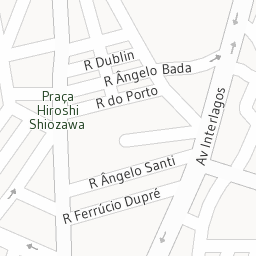 R Dublin
R Ângelo Bada
R do Porto
Praça
Hiroshi
Shiozawa
Av Interlagos
R Ângelo Santi
R Ferrúcio Dupré